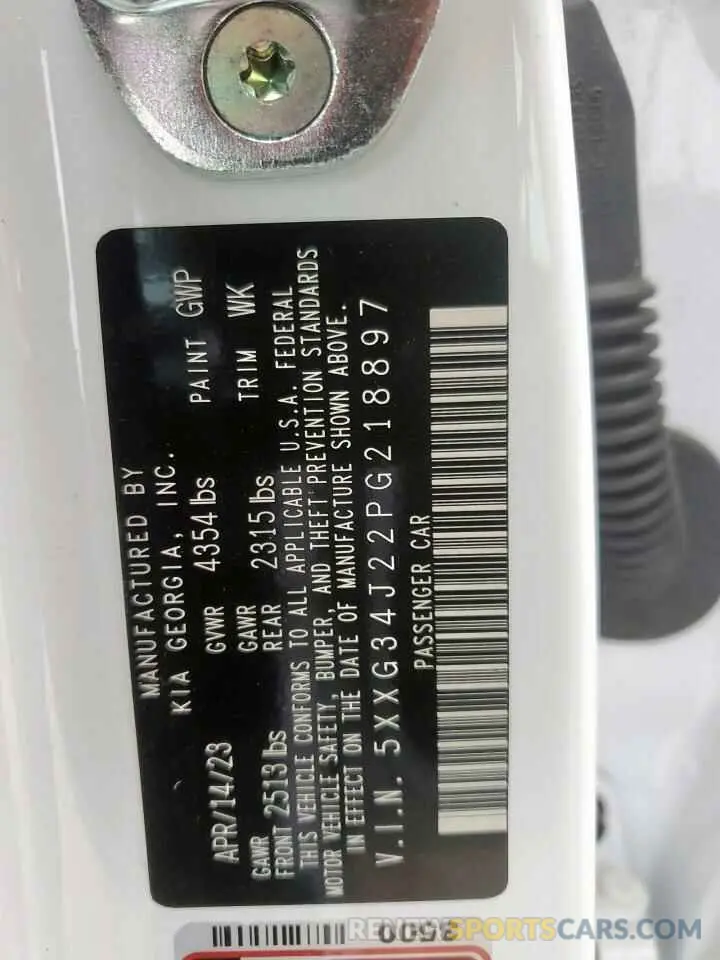 MANUFACTURED BY
KIA GEORGIA, INC.
APR/14/23 GVWR 4354 lbs PAINT GWP
GAWR GAWR TRIM WK
FRONT 2513 lbs REAR 2315 lbs
THIS VEHICLE CONFORMS TO ALL APPLICABLE U.S.A. FEDERAL
MOTOR VEHICLE SAFETY, BUMPER, AND THEFT PREVENTION STANDARDS
IN EFFECT ON THE DATE OF MANUFACTURE SHOWN ABOVE.
V.I.N. 5XXG34J22PG218897
PASSENGER CAR
RENEWSPORTSCARS.COM